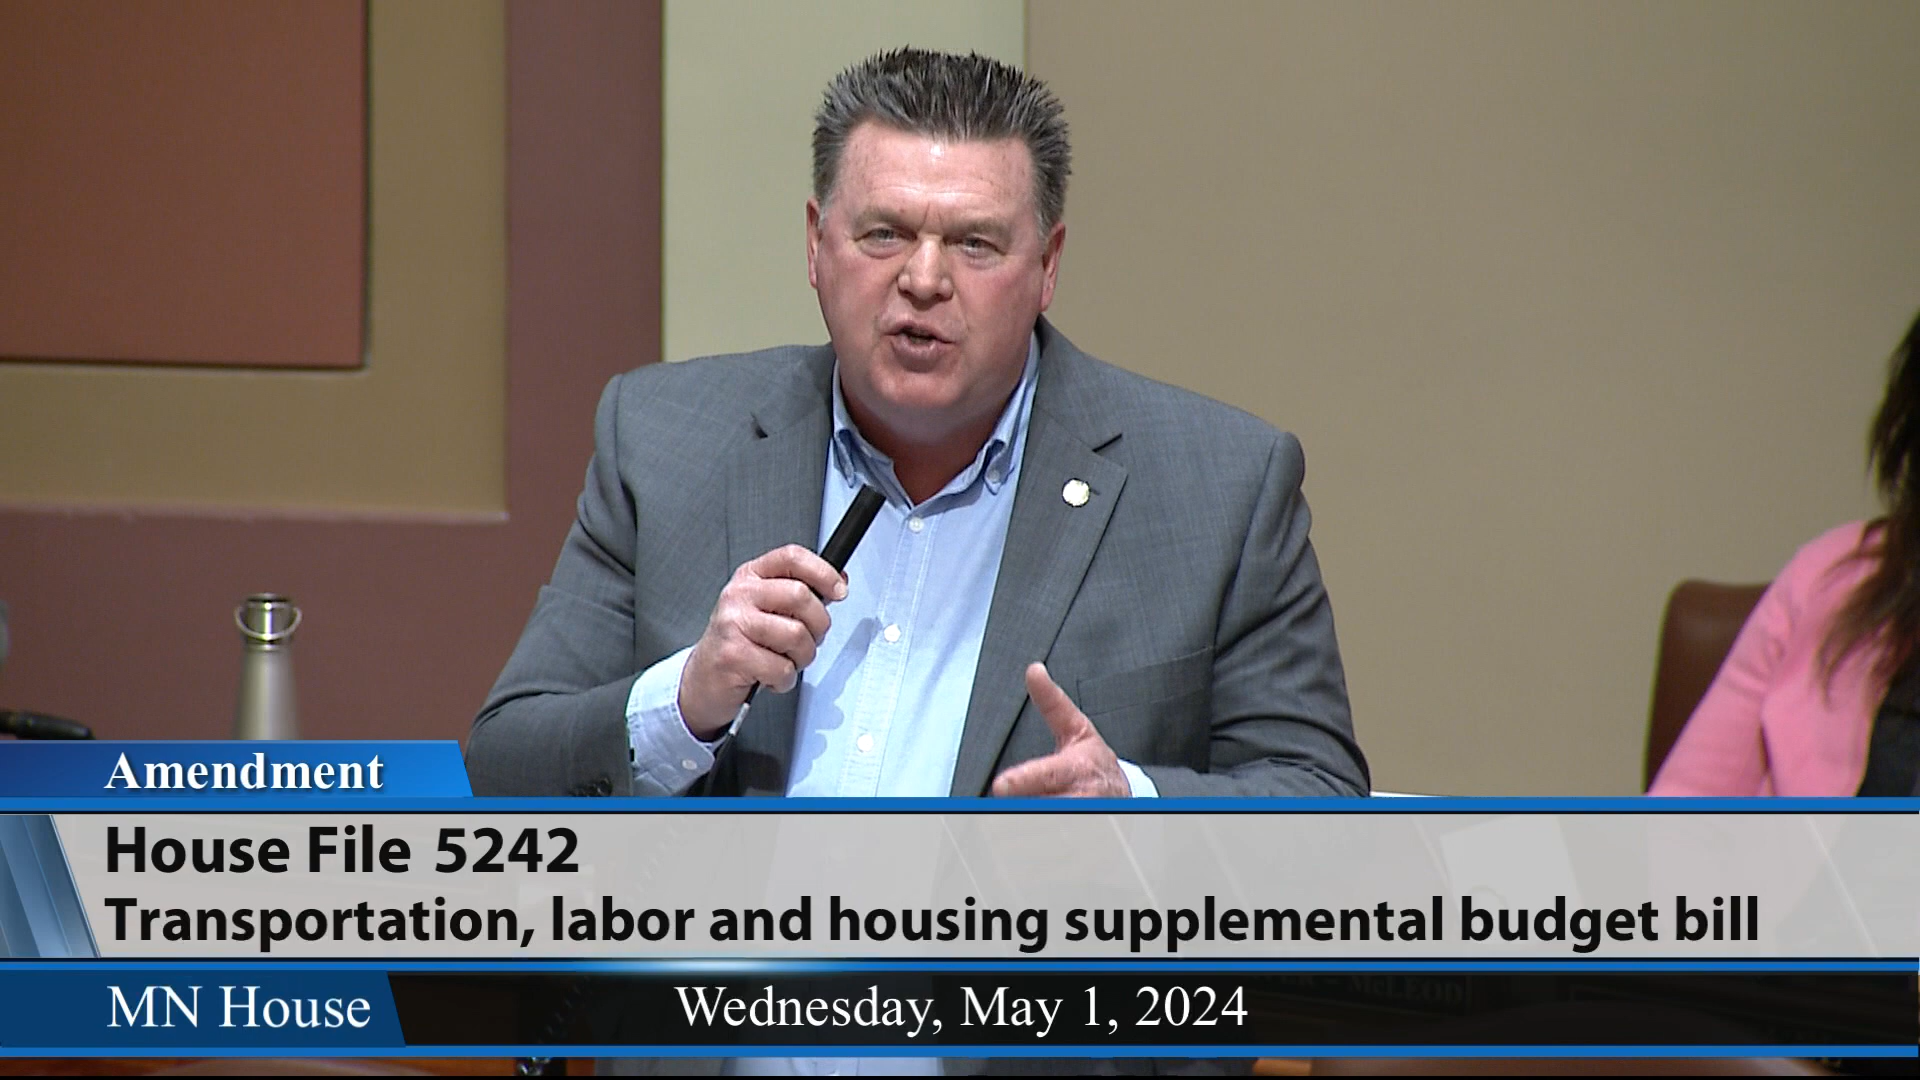 Amendment
House File 5242
Transportation, labor and housing supplemental budget bill
MN House
Wednesday, May 1, 2024